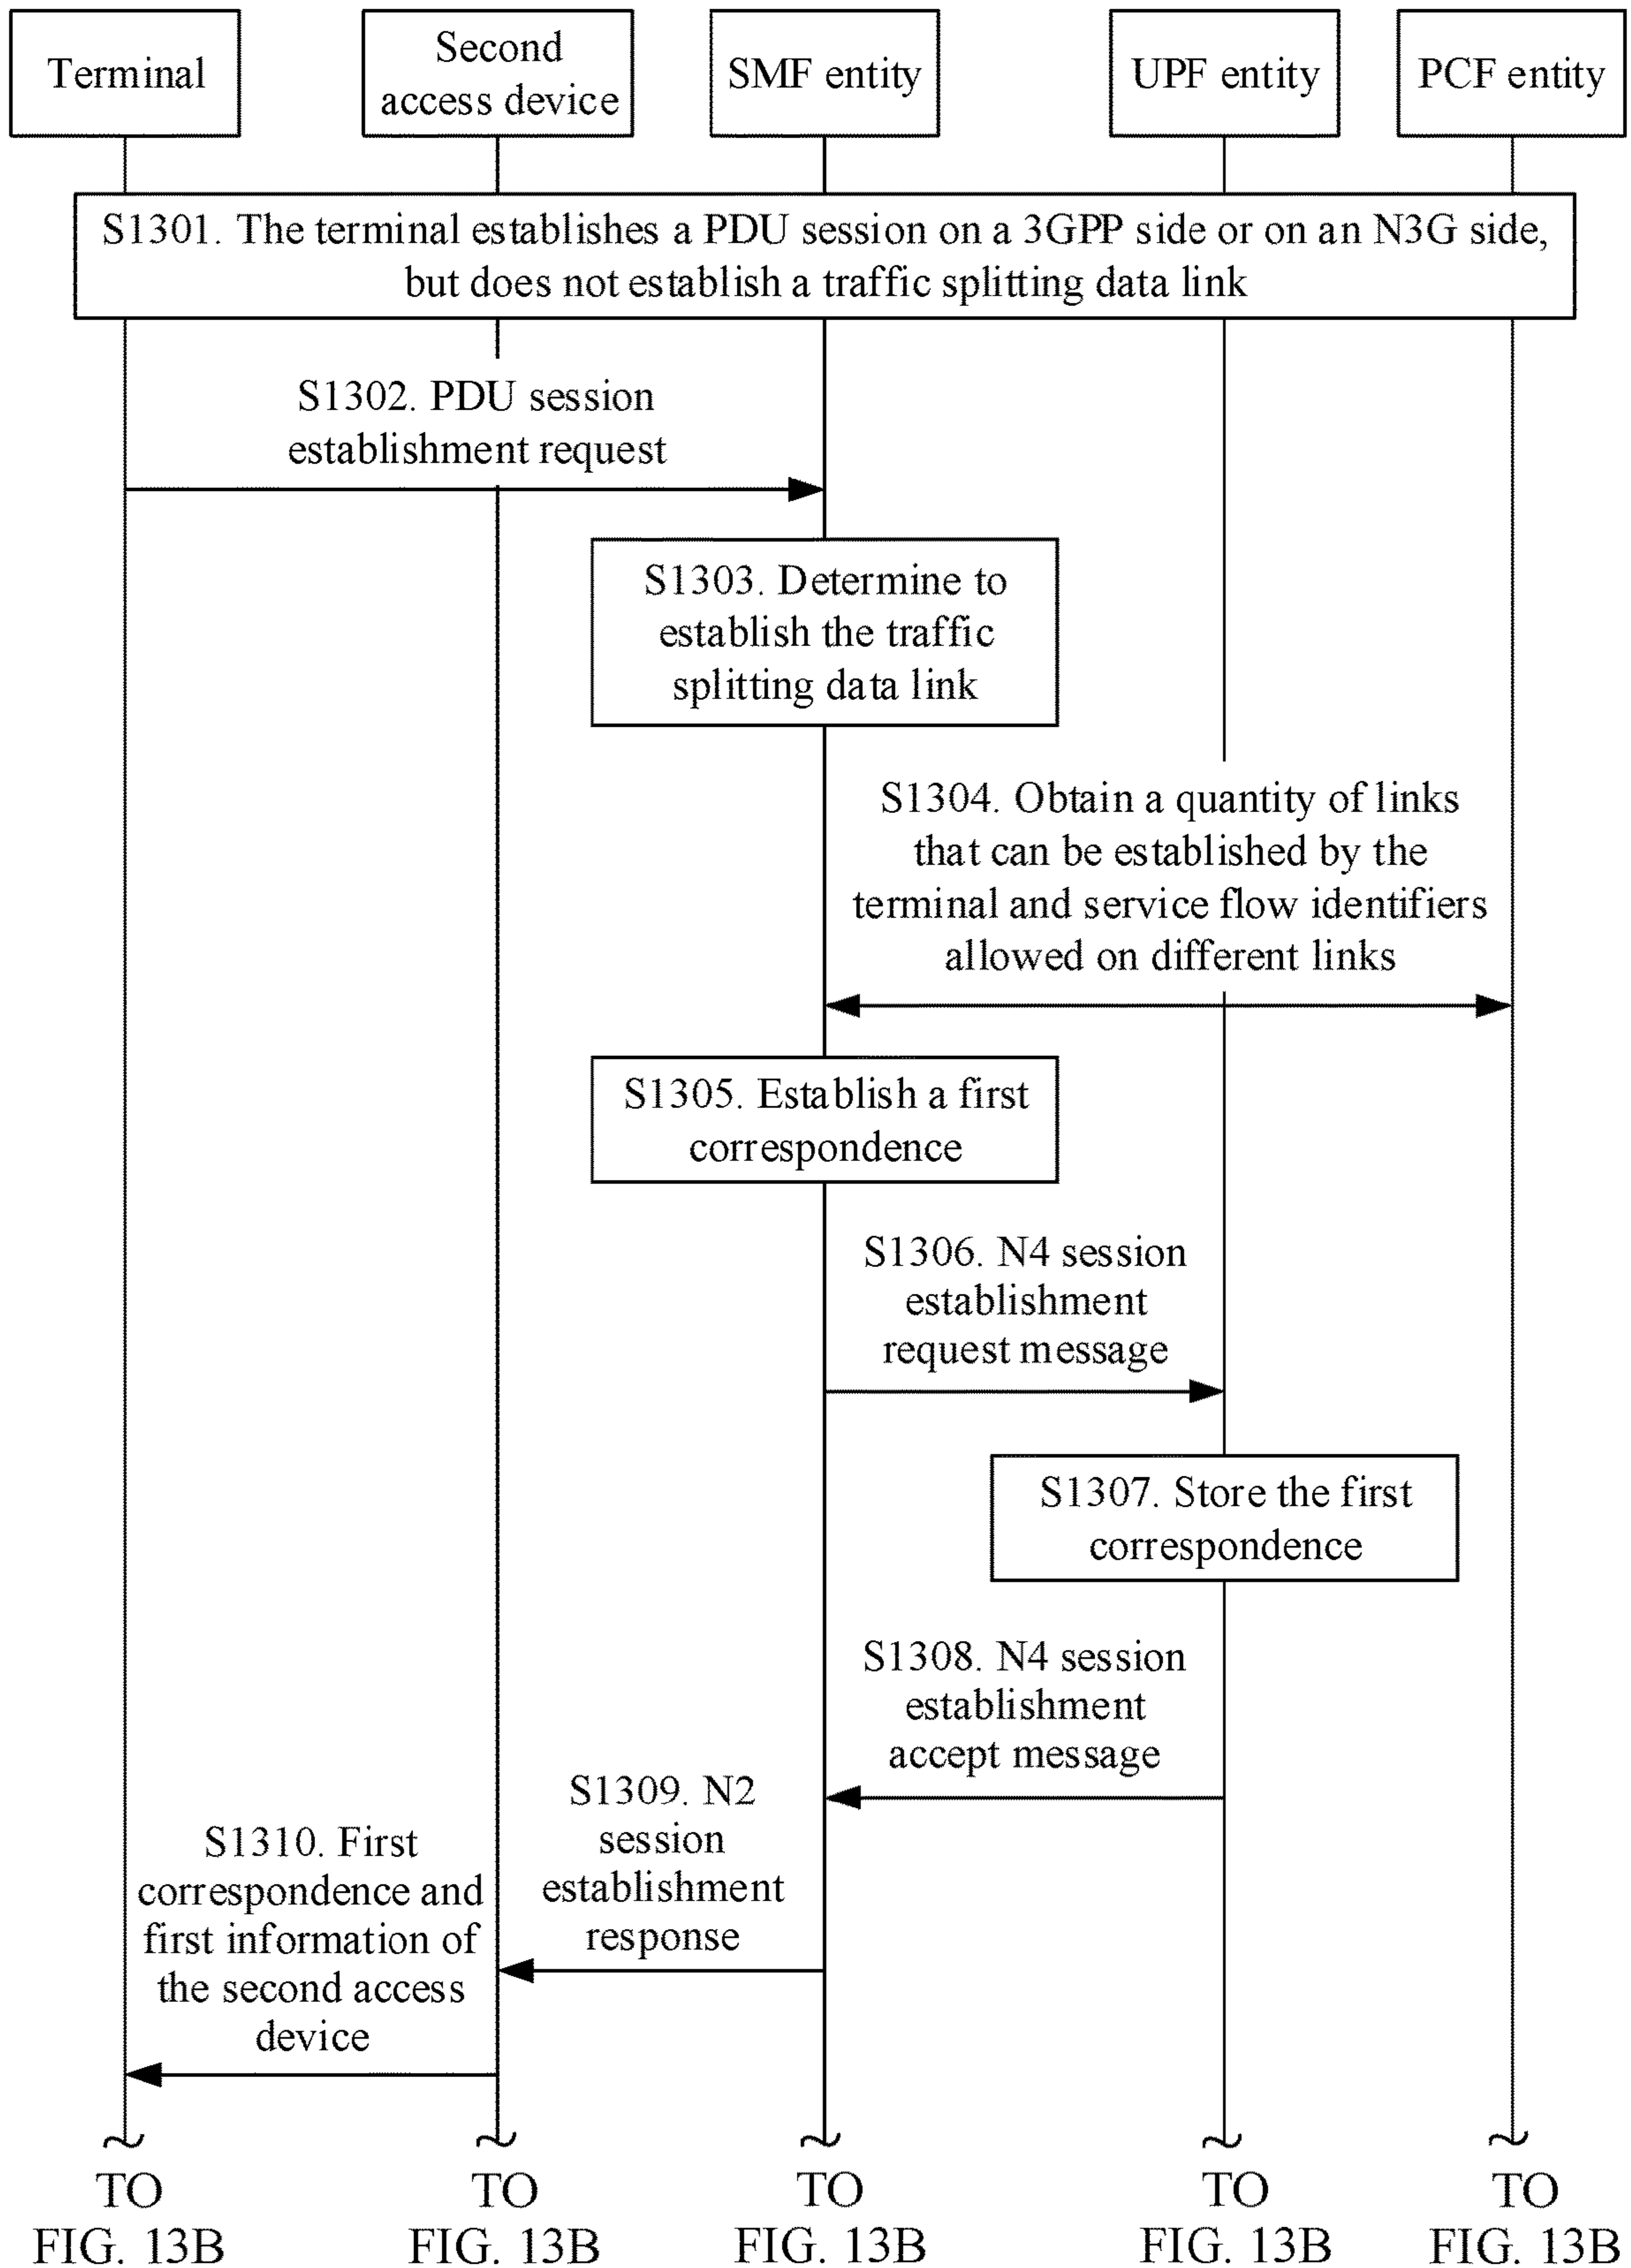 Terminal
Second
access device
SMF entity
UPF entity
PCF entity
S1301. The terminal establishes a PDU session on a 3GPP side or on an N3G side,
but does not establish a traffic splitting data link
S1302. PDU session
establishment request
S1303. Determine to
establish the traffic
splitting data link
S1304. Obtain a quantity of links
that can be established by the
terminal and service flow identifiers
allowed on different links
S1305. Establish a first
correspondence
S1306. N4 session
establishment
request message
S1307. Store the first
correspondence
S1308. N4 session
establishment
accept message
S1309. N2
session
establishment
response
S1310. First
correspondence and
first information of
the second access
device
TO
FIG. 13B
TO
FIG. 13B
TO
FIG. 13B
TO
FIG. 13B
TO
FIG. 13B